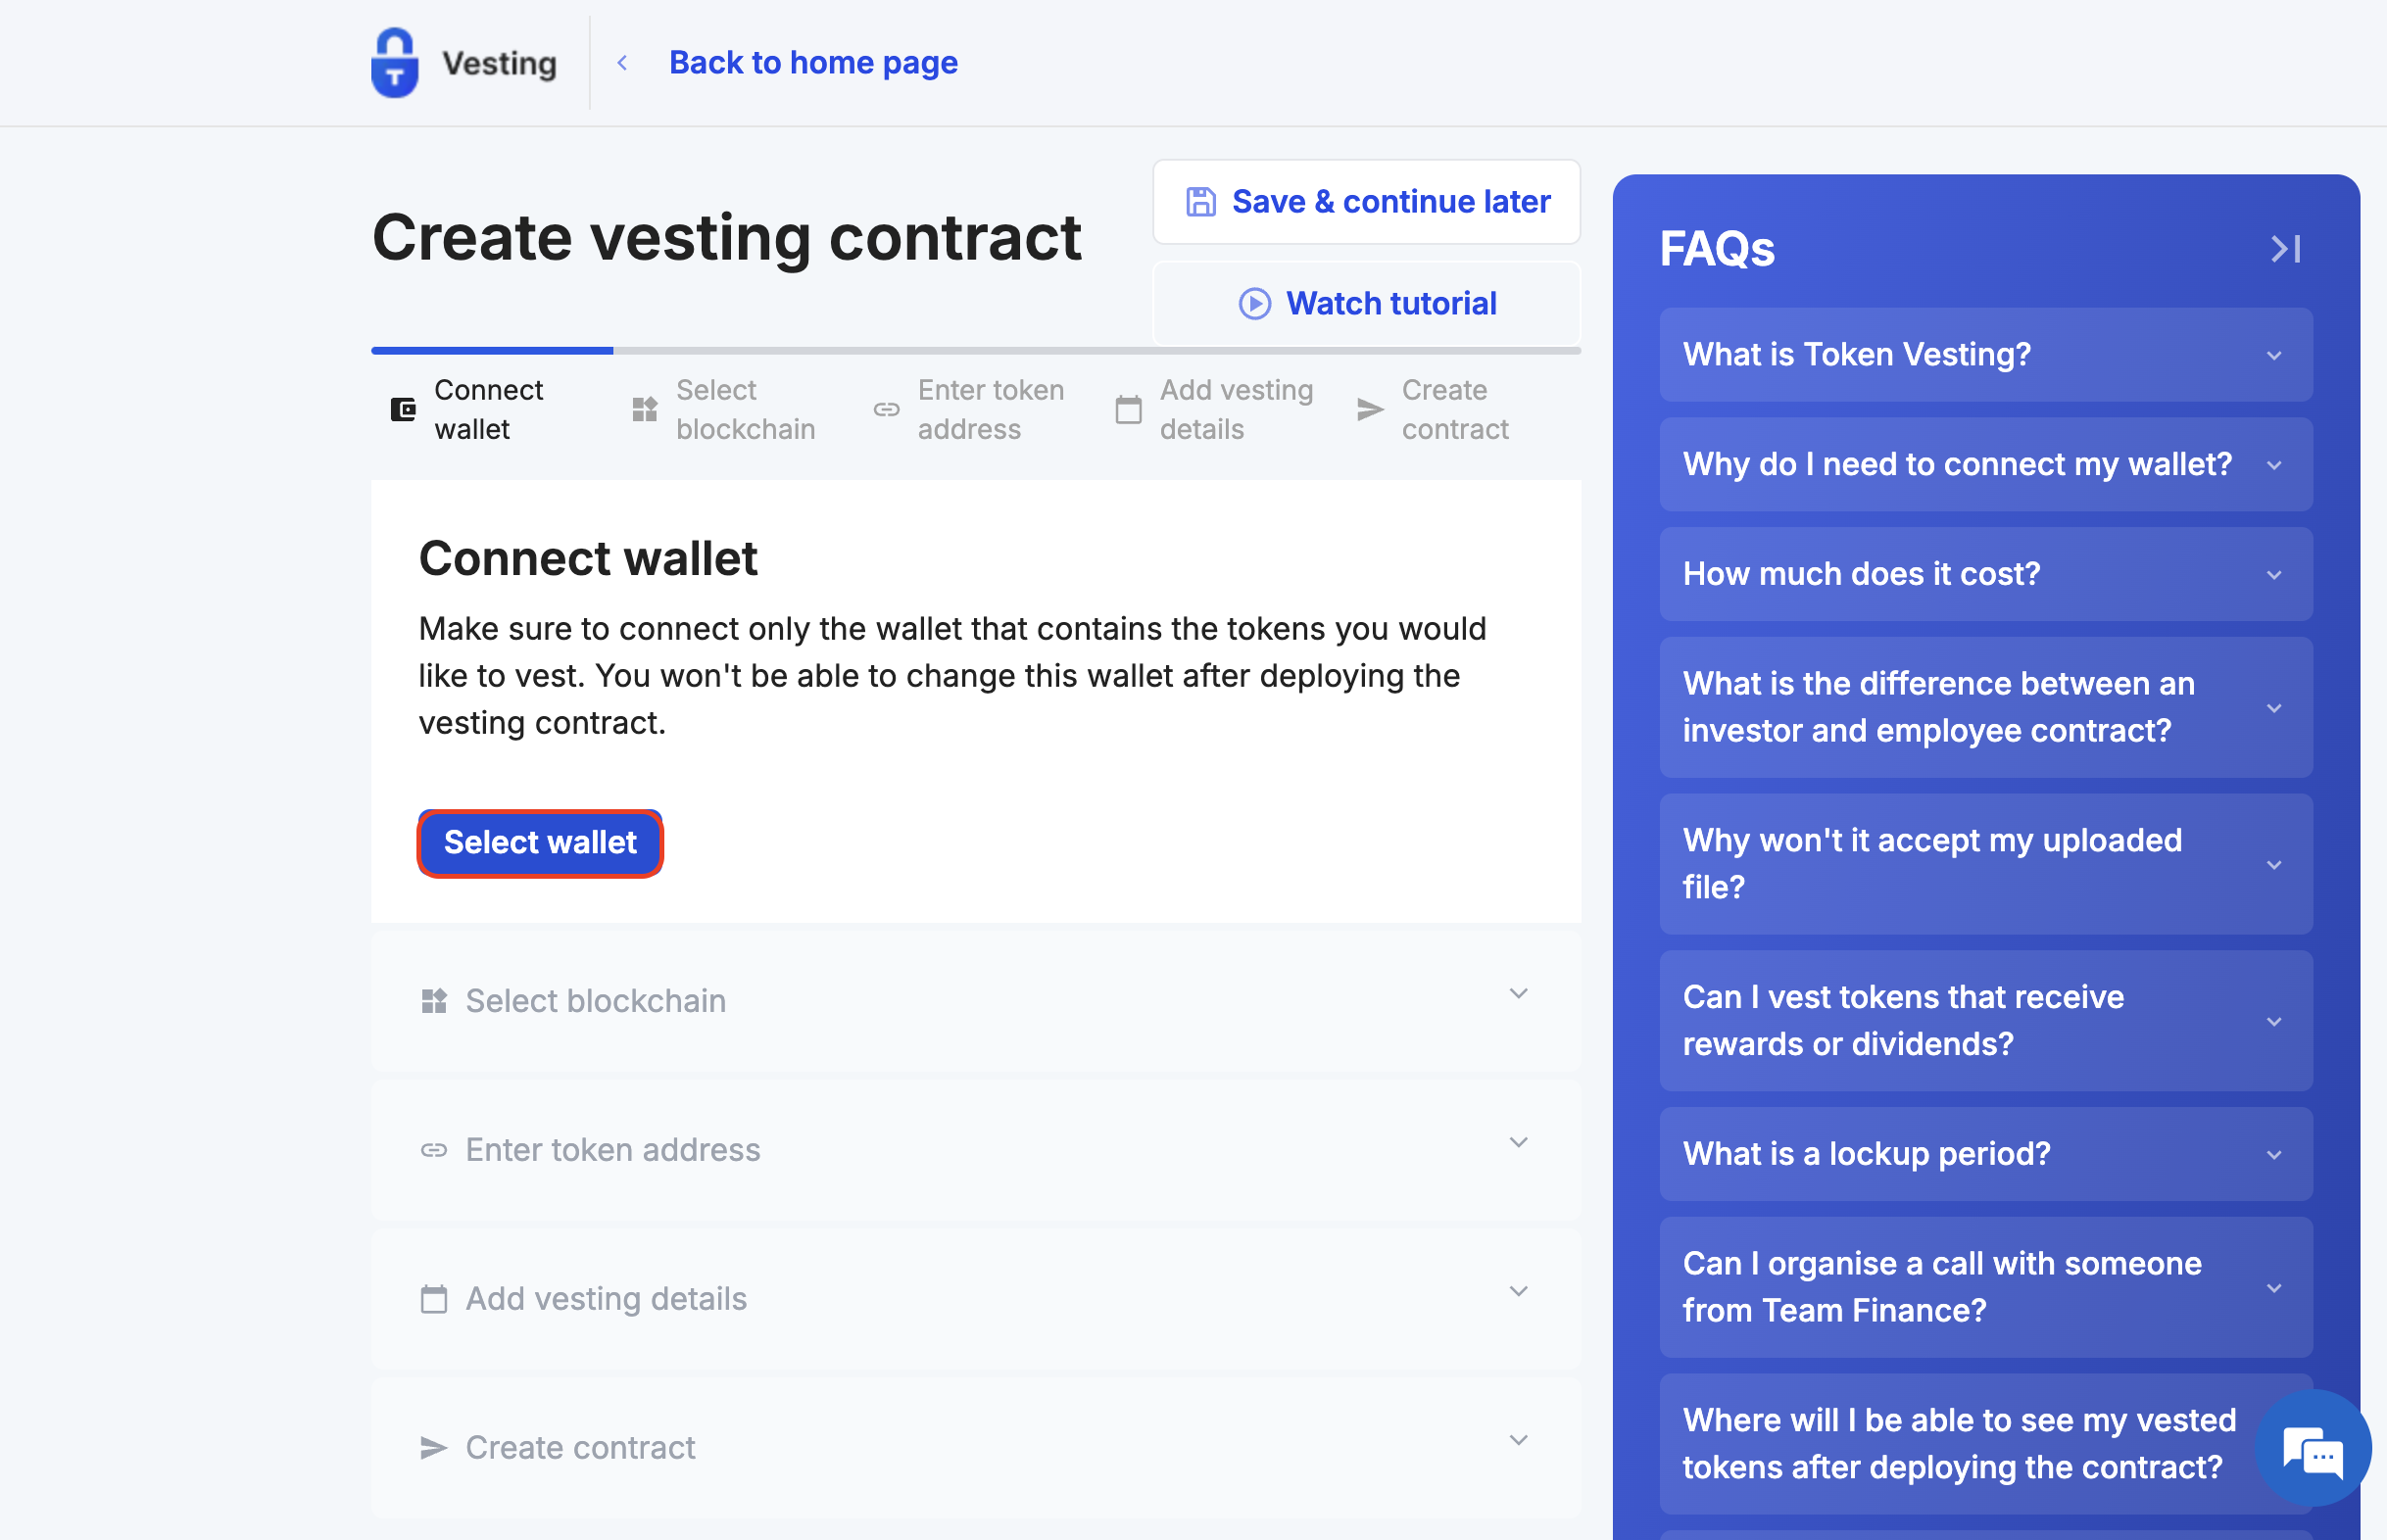 Vesting
Back to home page
Create vesting contract
Save & continue later
Watch tutorial
Connect
wallet
Select
blockchain
Enter token
address
Add vesting
details
Create
contract
Connect wallet
Make sure to connect only the wallet that contains the tokens you would
like to vest. You won't be able to change this wallet after deploying the
vesting contract.
Select wallet
Select blockchain
Enter token address
Add vesting details
Create contract
FAQs
What is Token Vesting?
Why do I need to connect my wallet?
How much does it cost?
What is the difference between an
investor and employee contract?
Why won't it accept my uploaded
file?
Can I vest tokens that receive
rewards or dividends?
What is a lockup period?
Can I organise a call with someone
from Team Finance?
Where will I be able to see my vested
tokens after deploying the contract?